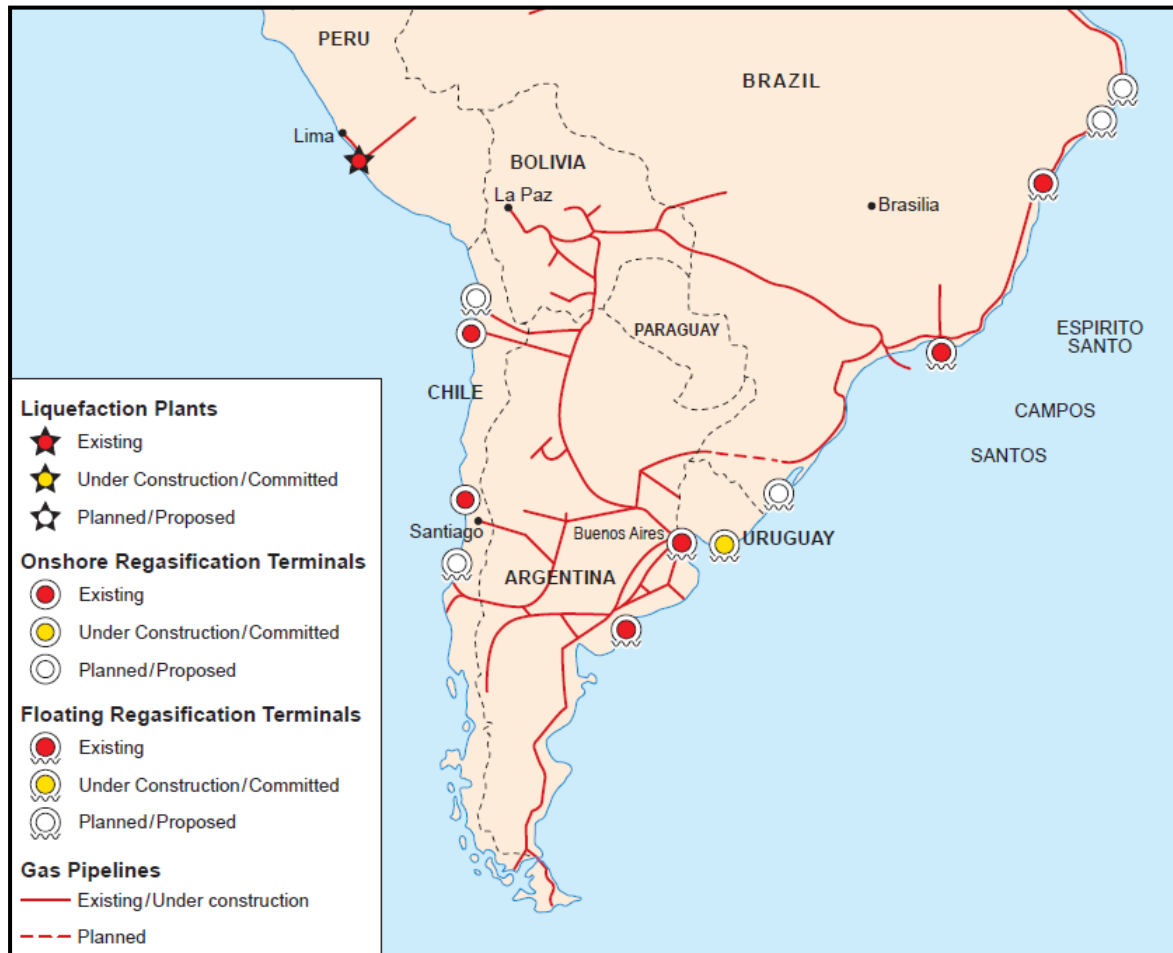 PERU
BRAZIL
Lima
BOLIVIA
La Paz
Brasilia
PARAGUAY
ESPIRITO
SANTO
CHILE
CAMPOS
SANTOS
Santiago
Buenos Aires
URUGUAY
ARGENTINA
Liquefaction Plants
Existing
Under Construction/Committed
Planned/Proposed
Onshore Regasification Terminals
Existing
Under Construction/Committed
Planned/Proposed
Floating Regasification Terminals
Existing
Under Construction/Committed
Planned/Proposed
Gas Pipelines
Existing/Under construction
Planned